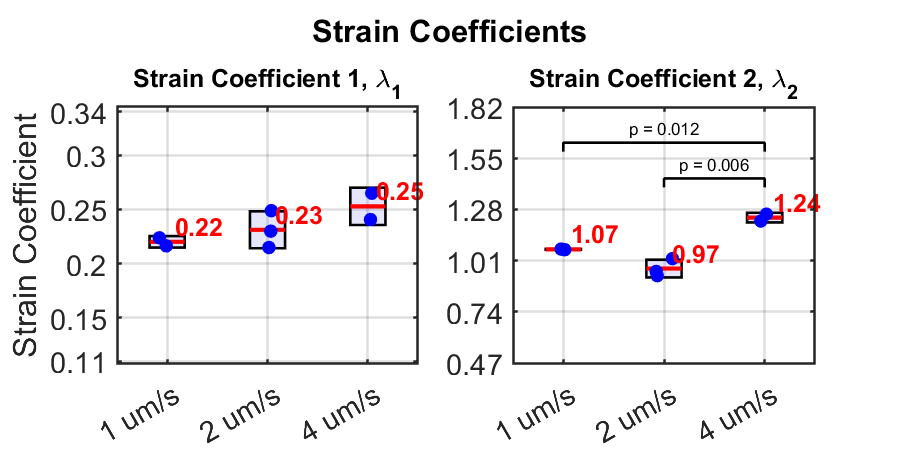 Strain Coefficients
Strain Coefficient 1, λ1
Strain Coefficient
0.34
0.3
0.25
0.2
0.15
0.11
0.22
0.23
0.25
1 um/s
2 um/s
4 um/s
Strain Coefficient 2, λ2
1.82
1.55
1.28
1.01
0.74
0.47
p = 0.012
p = 0.006
1.07
0.97
1.24
1 um/s
2 um/s
4 um/s